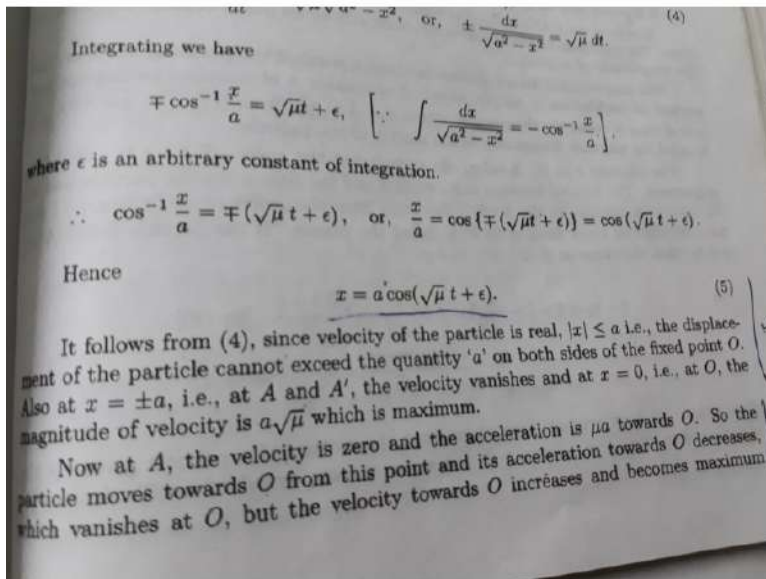 dx/√(a² − x²) = √μ dt.
or, ±
(4)
Integrating we have
∓ cos⁻¹ x/a = √μt + ε, [∵ ∫ dx/√(a² − x²) = − cos⁻¹ x/a].
where ε is an arbitrary constant of integration.
∴ cos⁻¹ x/a = ∓(√μ t + ε), or, x/a = cos{∓(√μt + ε)} = cos(√μ t + ε).
Hence
x = a cos(√μ t + ε). (5)
It follows from (4), since velocity of the particle is real, |x| ≤ a i.e., the displace-
ment of the particle cannot exceed the quantity 'a' on both sides of the fixed point O.
Also at x = ±a, i.e., at A and A′, the velocity vanishes and at x = 0, i.e., at O, the
magnitude of velocity is a√μ which is maximum.
Now at A, the velocity is zero and the acceleration is μa towards O. So the
particle moves towards O from this point and its acceleration towards O decreases,
which vanishes at O, but the velocity towards O increases and becomes maximum